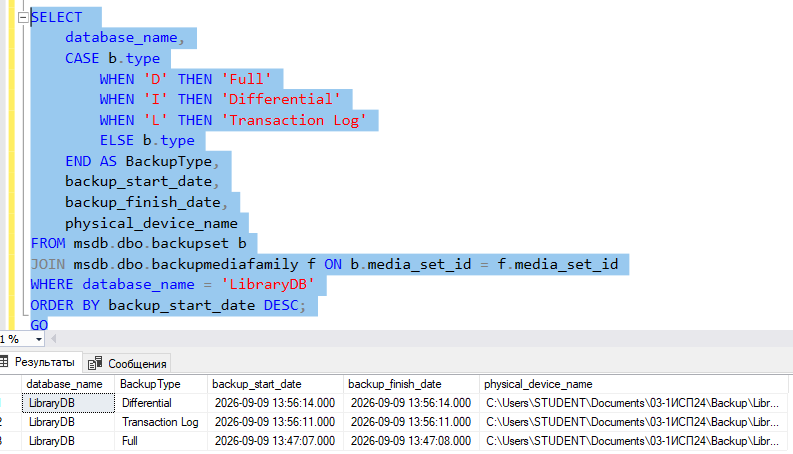 SELECT
database_name,
CASE b.type
WHEN 'D' THEN 'Full'
WHEN 'I' THEN 'Differential'
WHEN 'L' THEN 'Transaction Log'
ELSE b.type
END AS BackupType,
backup_start_date,
backup_finish_date,
physical_device_name
FROM msdb.dbo.backupset b
JOIN msdb.dbo.backupmediafamily f ON b.media_set_id = f.media_set_id
WHERE database_name = 'LibraryDB'
ORDER BY backup_start_date DESC;
GO
1 %
Результаты Сообщения
database_name BackupType backup_start_date backup_finish_date physical_device_name
LibraryDB Differential 2026-09-09 13:56:14.000 2026-09-09 13:56:14.000 C:\Users\STUDENT\Documents\03-1ИСП24\Backup\Libr...
2 LibraryDB Transaction Log 2026-09-09 13:56:11.000 2026-09-09 13:56:11.000 C:\Users\STUDENT\Documents\03-1ИСП24\Backup\Libr...
3 LibraryDB Full 2026-09-09 13:47:07.000 2026-09-09 13:47:08.000 C:\Users\STUDENT\Documents\03-1ИСП24\Backup\Libr...